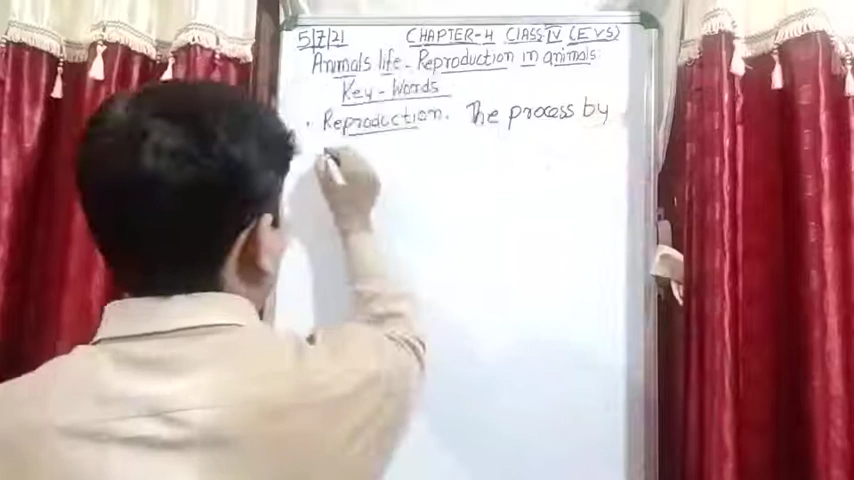 5/7/21 CHAPTER-4 CLASS IV (EVS)
Animals life - Reproduction in animals
Key - Words
• Reproduction. The process by